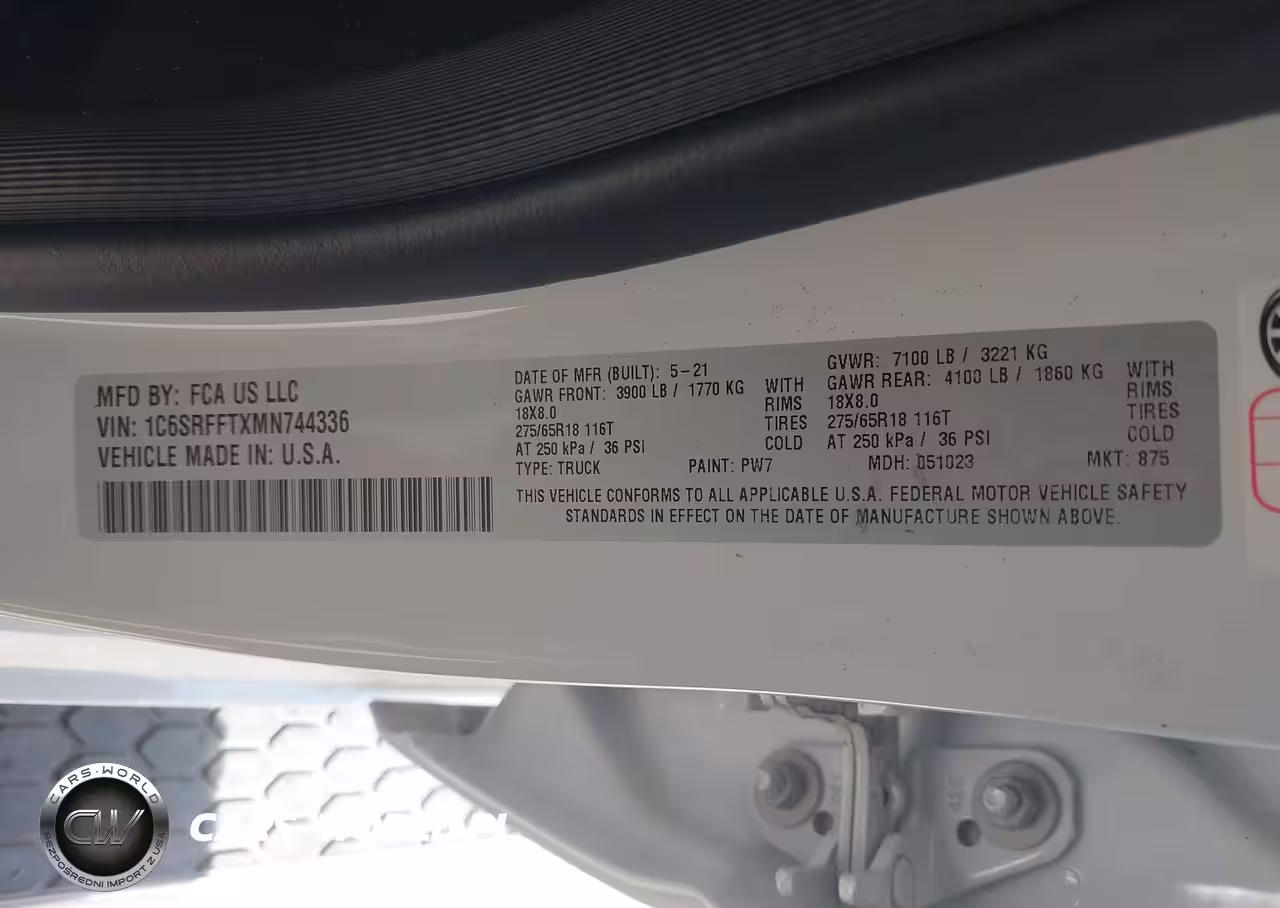 MFD BY: FCA US LLC
VIN: 1C6SRFFTXMN744336
VEHICLE MADE IN: U.S.A.
DATE OF MFR (BUILT): 5-21
GAWR FRONT: 3900 LB / 1770 KG WITH
18X8.0 RIMS
275/65R18 116T TIRES
AT 250 kPa / 36 PSI COLD
GVWR: 7100 LB / 3221 KG
GAWR REAR: 4100 LB / 1860 KG WITH
18X8.0 RIMS
275/65R18 116T TIRES
AT 250 kPa / 36 PSI COLD
TYPE: TRUCK PAINT: PW7 MDH: 051023 MKT: 875
THIS VEHICLE CONFORMS TO ALL APPLICABLE U.S.A. FEDERAL MOTOR VEHICLE SAFETY
STANDARDS IN EFFECT ON THE DATE OF MANUFACTURE SHOWN ABOVE.
CARS-WORLD
CW
BEZPOŚREDNI IMPORT Z USA